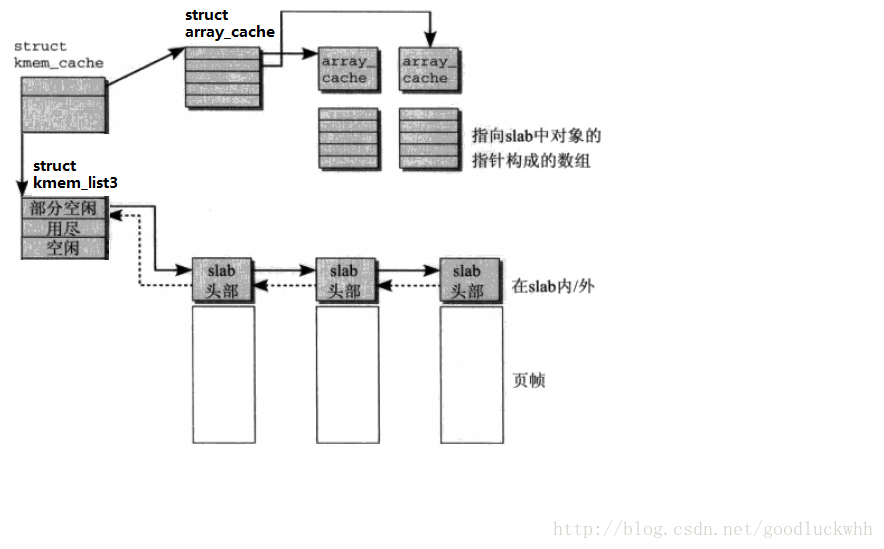 struct
array_cache
struct
kmem_cache
array_
cache
array_
cache
指向slab中对象的
指针构成的数组
struct
kmem_list3
部分空闲
用尽
空闲
slab
头部
slab
头部
slab
头部
在slab内/外
页帧
http://blog.csdn.net/goodluckwhh